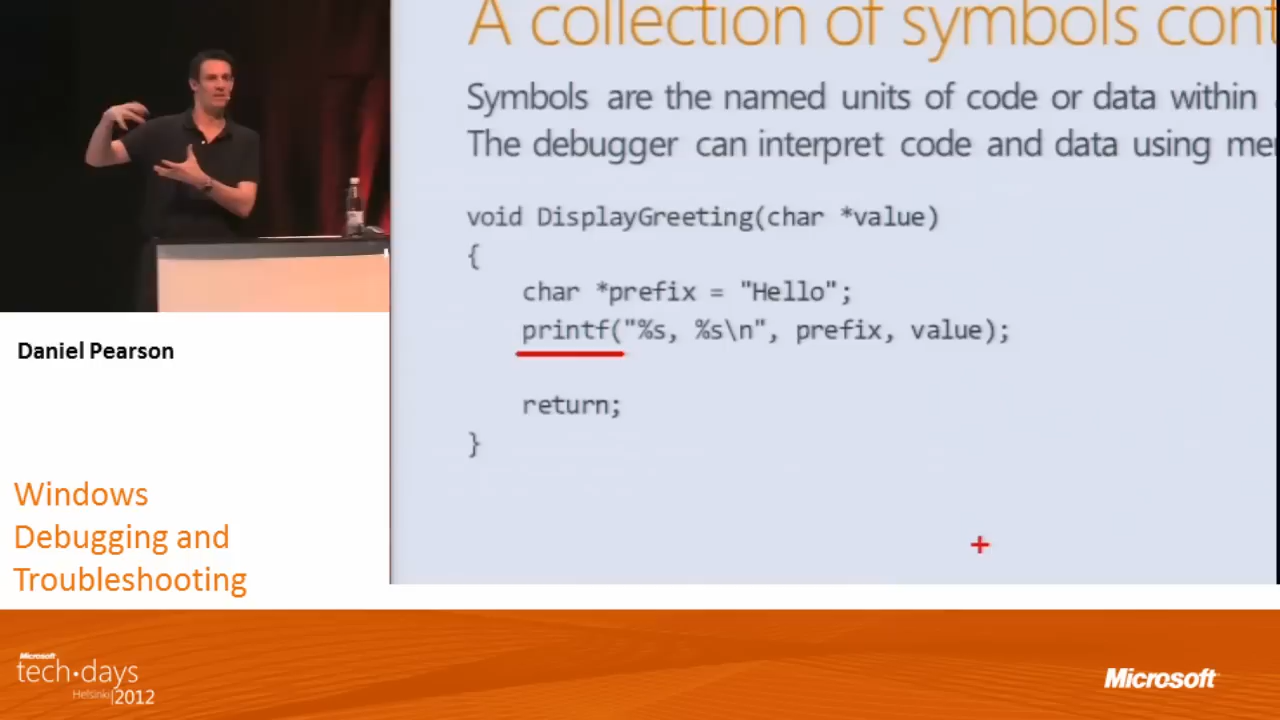 A collection of symbols cont
Symbols are the named units of code or data within
The debugger can interpret code and data using me
void DisplayGreeting(char *value)
{
char *prefix = "Hello";
printf("%s, %s\n", prefix, value);
return;
}
Daniel Pearson
Windows
Debugging and
Troubleshooting
Microsoft
tech·days
Helsinki|2012
Microsoft